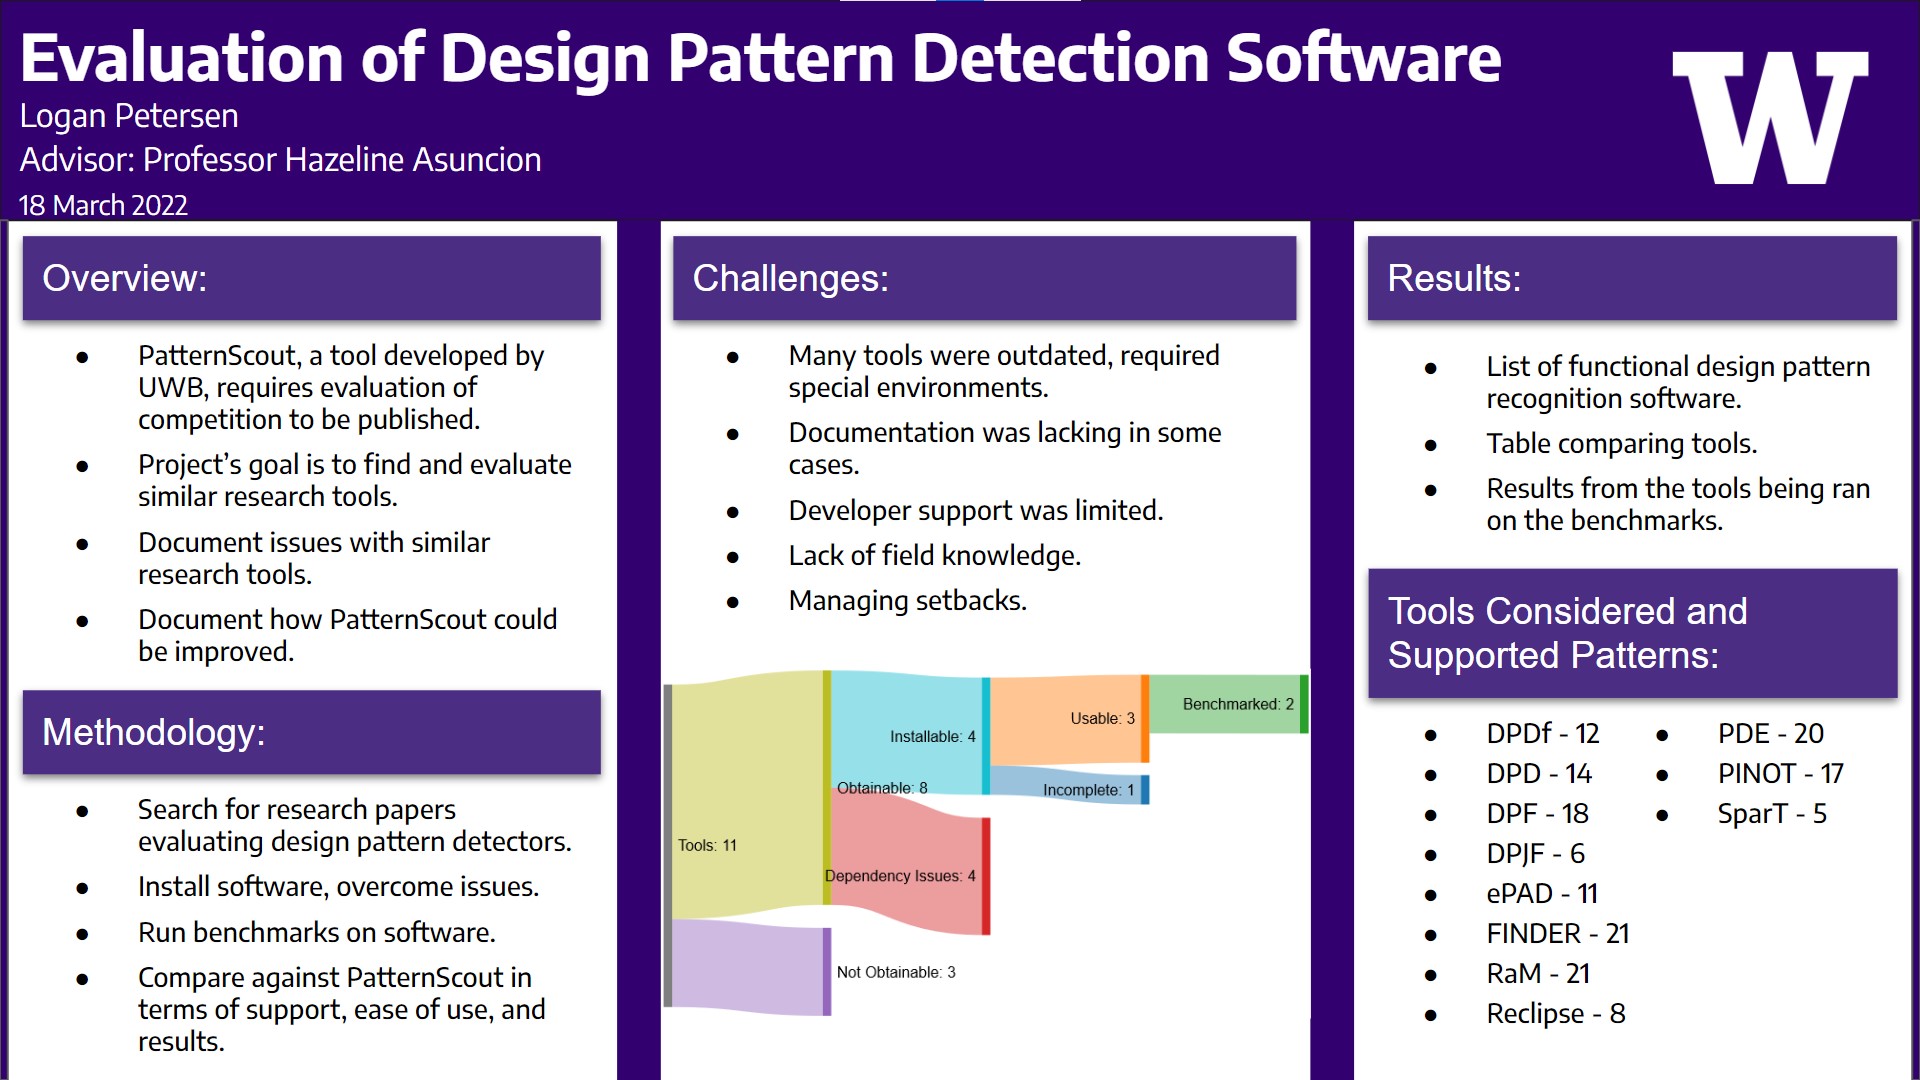 Evaluation of Design Pattern Detection Software
Logan Petersen
Advisor: Professor Hazeline Asuncion
18 March 2022
W
Overview:
● PatternScout, a tool developed by
UWB, requires evaluation of
competition to be published.
● Project's goal is to find and evaluate
similar research tools.
● Document issues with similar
research tools.
● Document how PatternScout could
be improved.
Methodology:
● Search for research papers
evaluating design pattern detectors.
● Install software, overcome issues.
● Run benchmarks on software.
● Compare against PatternScout in
terms of support, ease of use, and
results.
Challenges:
● Many tools were outdated, required
special environments.
● Documentation was lacking in some
cases.
● Developer support was limited.
● Lack of field knowledge.
● Managing setbacks.
Tools: 11
Obtainable: 8
Not Obtainable: 3
Installable: 4
Dependency Issues: 4
Usable: 3
Incomplete: 1
Benchmarked: 2
Results:
● List of functional design pattern
recognition software.
● Table comparing tools.
● Results from the tools being ran
on the benchmarks.
Tools Considered and
Supported Patterns:
● DPDf - 12
● DPD - 14
● DPF - 18
● DPJF - 6
● ePAD - 11
● FINDER - 21
● RaM - 21
● Reclipse - 8
● PDE - 20
● PINOT - 17
● SparT - 5